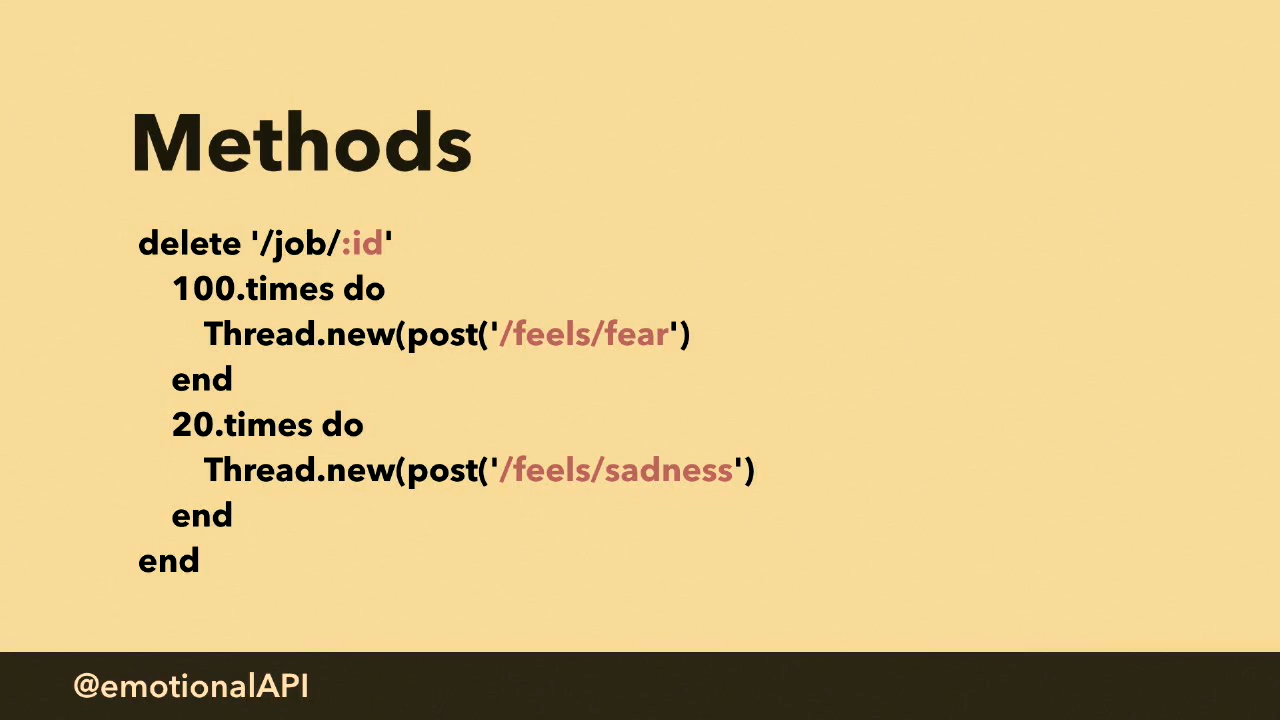 Methods
delete '/job/:id'
100.times do
Thread.new(post('/feels/fear')
end
20.times do
Thread.new(post('/feels/sadness')
end
end
@emotionalAPI